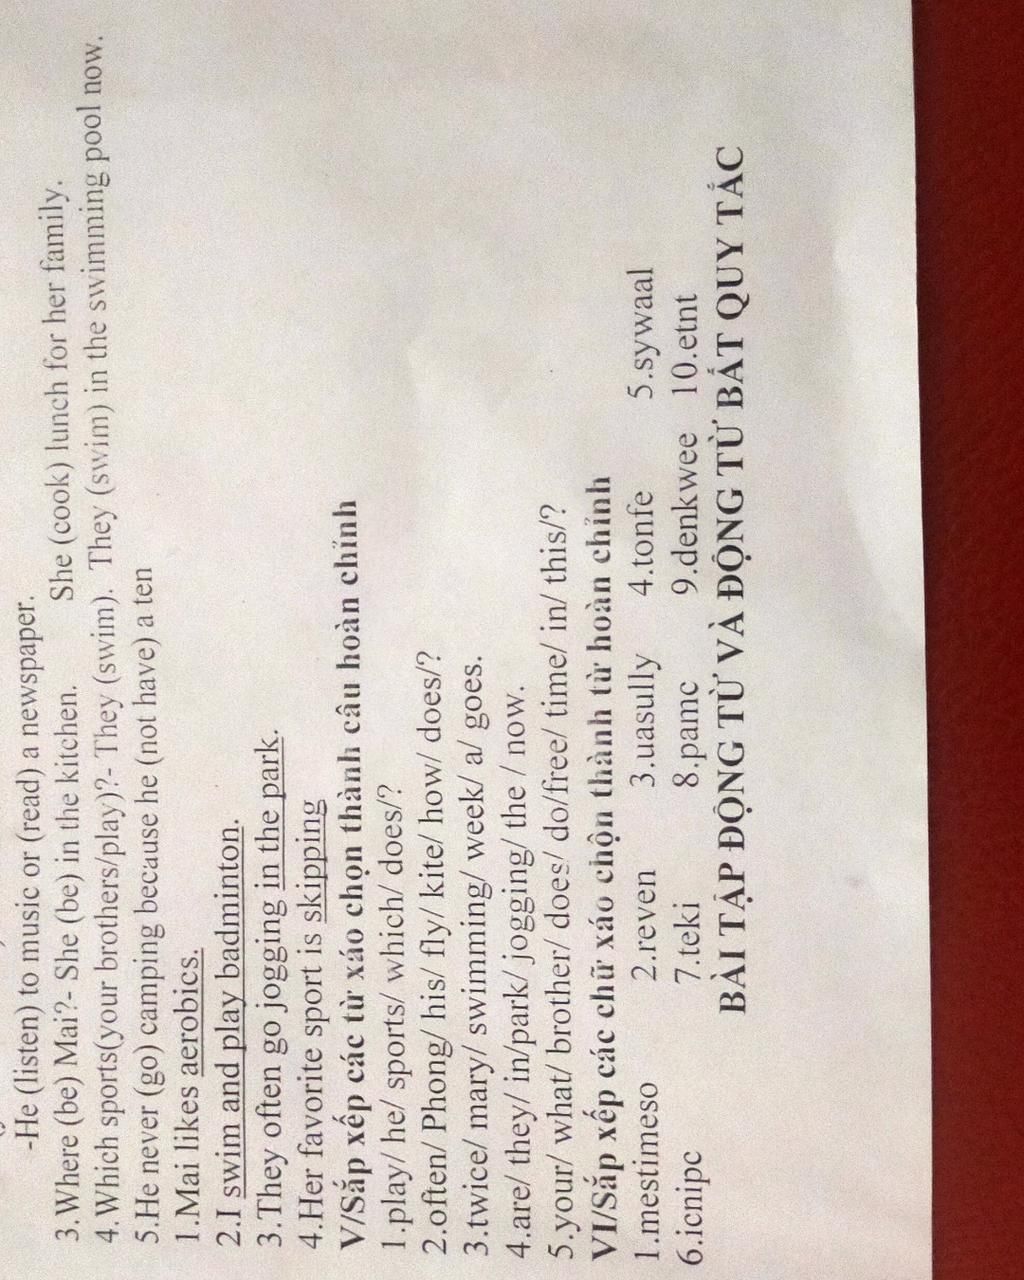 -He (listen) to music or (read) a newspaper.
3.Where (be) Mai?- She (be) in the kitchen. She (cook) lunch for her family.
4.Which sports(your brothers/play)?- They (swim). They (swim) in the swimming pool now.
5.He never (go) camping because he (not have) a ten
1.Mai likes aerobics.
2.I swim and play badminton.
3.They often go jogging in the park.
4.Her favorite sport is skipping
V/Sắp xếp các từ xáo chọn thành câu hoàn chỉnh
1.play/ he/ sports/ which/ does/?
2.often/ Phong/ his/ fly/ kite/ how/ does/?
3.twice/ mary/ swimming/ week/ a/ goes.
4.are/ they/ in/park/ jogging/ the / now.
5.your/ what/ brother/ does/ do/free/ time/ in/ this/?
VI/Sắp xếp các chữ xáo chộn thành từ hoàn chỉnh
1.mestimeso 2.reven 3.uasully 4.tonfe 5.sywaal
6.icnipc 7.teki 8.pamc 9.denkwee 10.etnt
BÀI TẬP ĐỘNG TỪ VÀ ĐỘNG TỪ BẤT QUY TẮC